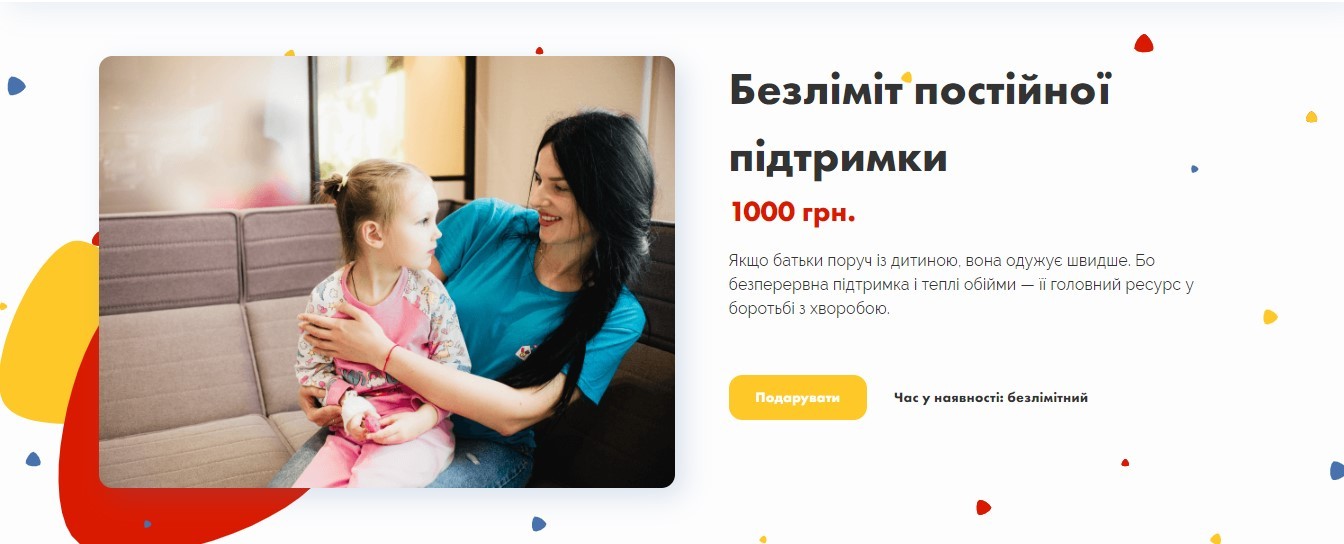 Безліміт постійної
підтримки
1000 грн.
Якщо батьки поруч із дитиною, вона одужує швидше. Бо
безперервна підтримка і теплі обійми — її головний ресурс у
боротьбі з хворобою.
Подарувати
Час у наявності: безлімітний